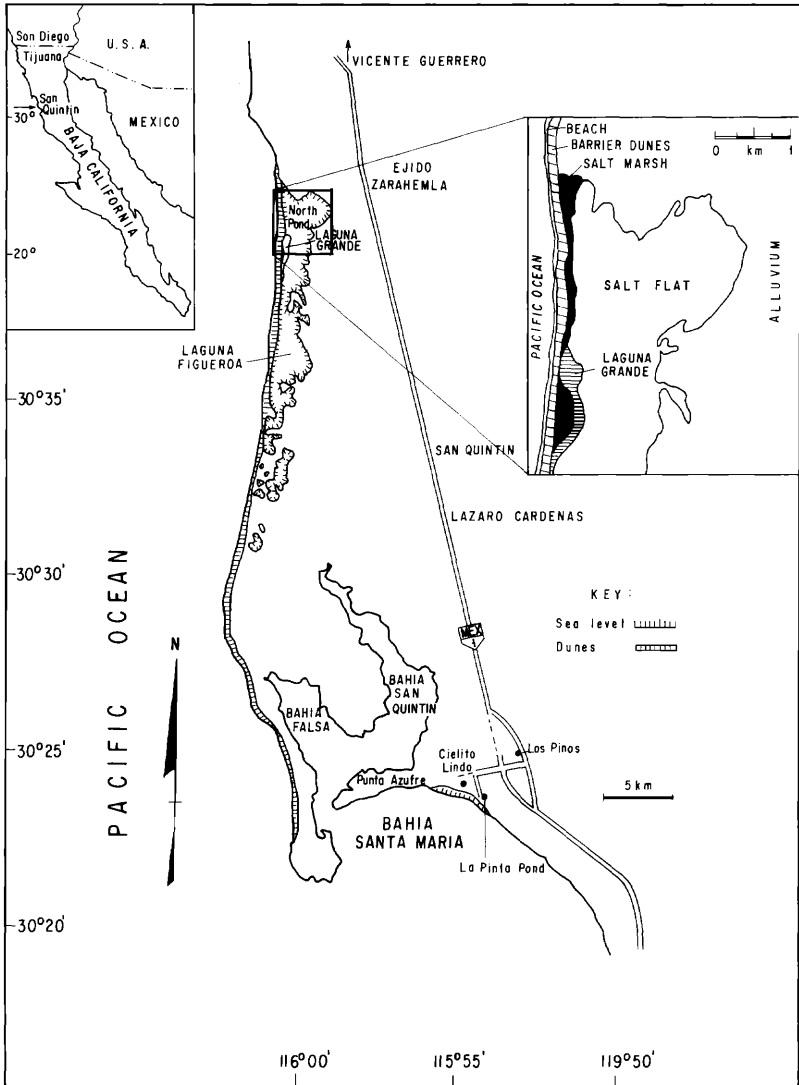 San Diego
Tijuana
U. S. A.
San
Quintin
30°
MEXICO
BAJA CALIFORNIA
20°
VICENTE GUERRERO
EJIDO
ZARAHEMLA
North
Pond
LAGUNA
GRANDE
BEACH
BARRIER DUNES
SALT MARSH
0 km 1
PACIFIC OCEAN
SALT FLAT
ALLUVIUM
LAGUNA
GRANDE
LAGUNA
FIGUEROA
30°35'
SAN QUINTIN
LAZARO CARDENAS
30°30'
PACIFIC OCEAN
KEY:
Sea level
Dunes
MEX
1
N
BAHIA
SAN
QUINTIN
BAHIA
FALSA
30°25'
Cielito
Lindo
Los Pinos
Punta Azufre
5 km
BAHIA
SANTA MARIA
La Pinta Pond
30°20'
116°00'
115°55'
119°50'